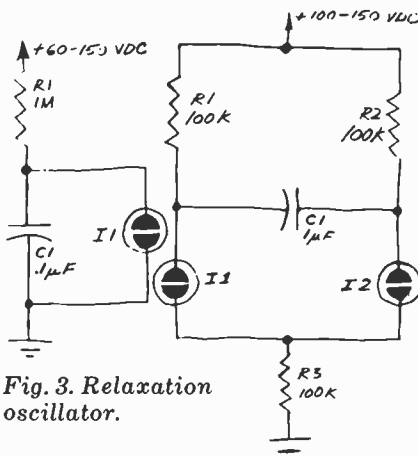 +60-150 VDC
R1
1M
C1
.1µF
I1
+100-150 VDC
R1
100K
R2
100K
C1
.1µF
I1
I2
R3
100K
Fig. 3. Relaxation
oscillator.